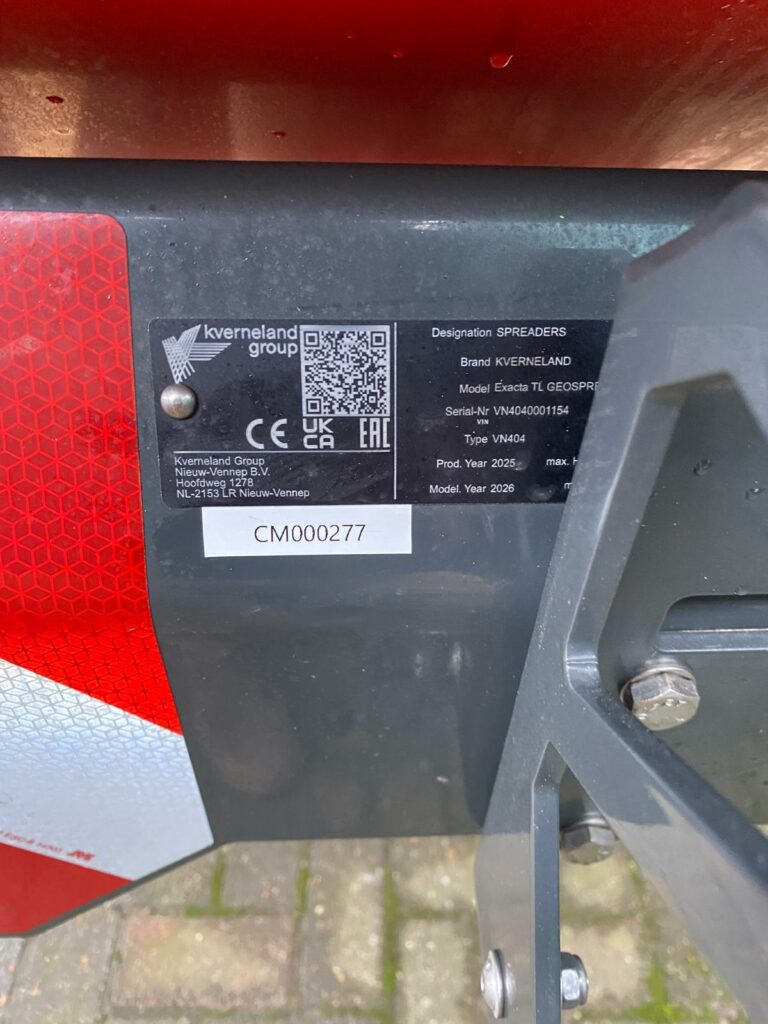 kverneland
group
CE UK CA EAC
Kverneland Group
Nieuw-Vennep B.V.
Hoofdweg 1278
NL-2153 LR Nieuw-Vennep
Designation SPREADERS
Brand KVERNELAND
Model Exacta TL GEOSPRE
Serial-Nr VN4040001154
VIN
Type VN404
Prod. Year 2025 max. H
Model. Year 2026 m
CM000277